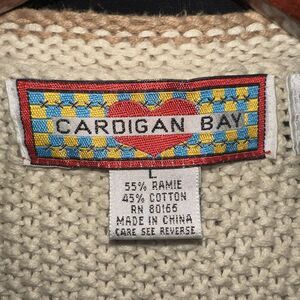 CARDIGAN BAY
L
55% RAMIE
45% COTTON
RN 80166
MADE IN CHINA
CARE SEE REVERSE